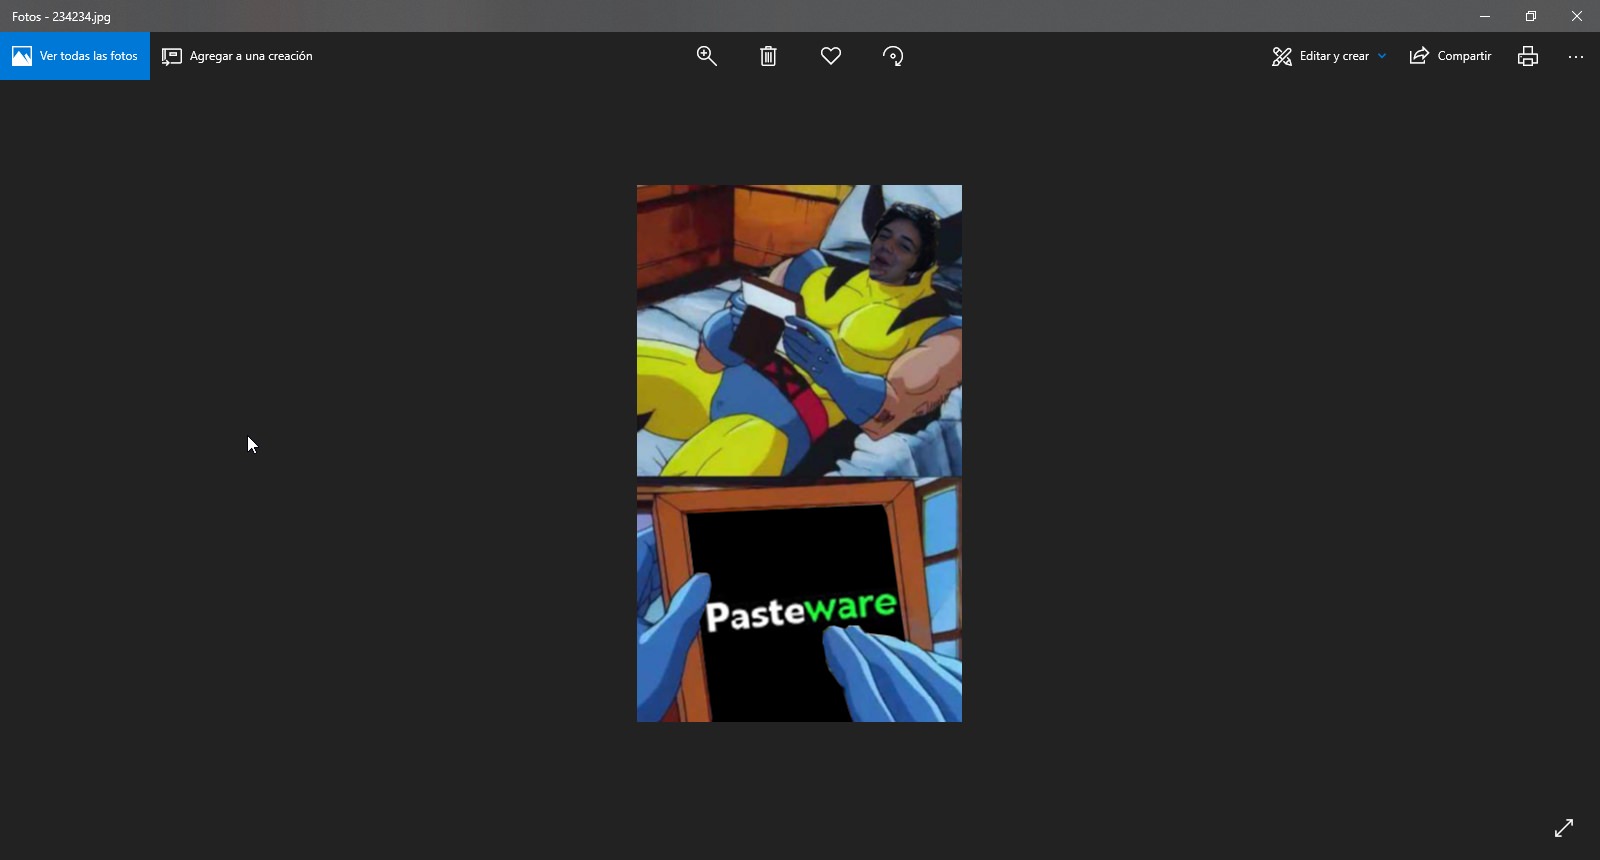 Fotos - 234234.jpg
Ver todas las fotos
Agregar a una creación
Editar y crear
Compartir
Pasteware